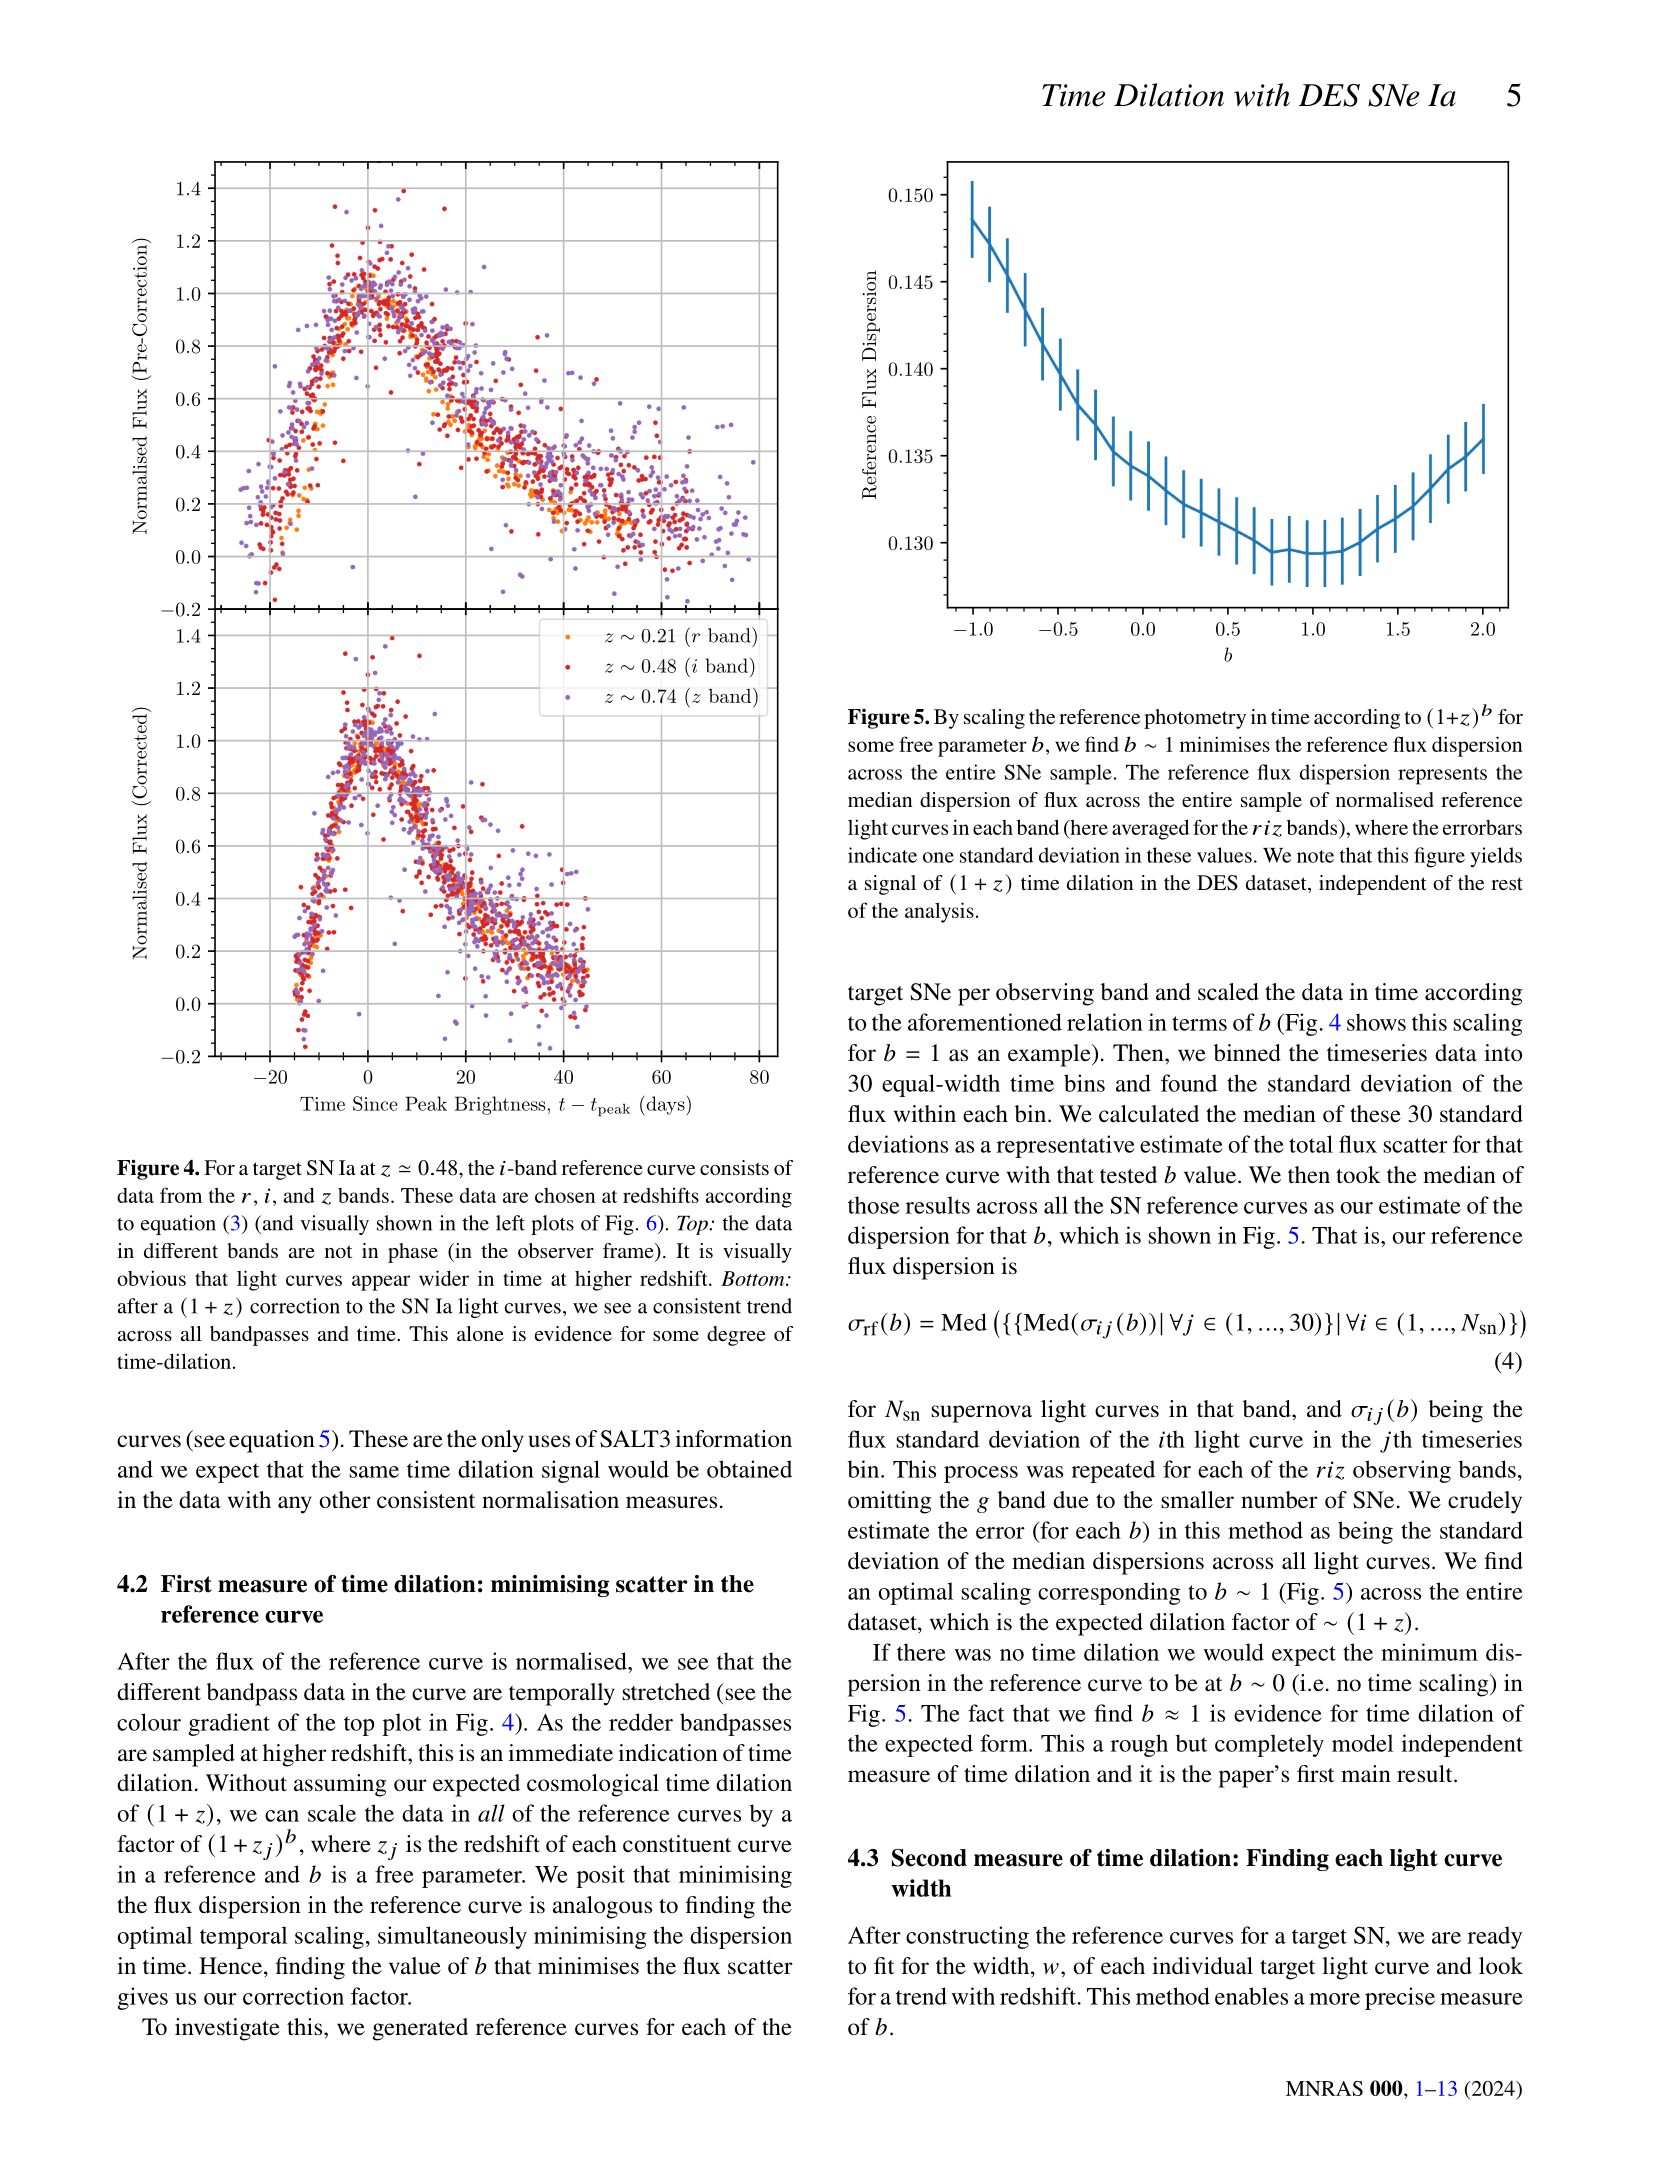 Time Dilation with DES SNe Ia 5
1.4
1.2
1.0
0.8
0.6
0.4
0.2
0.0
−0.2
Normalised Flux (Pre-Correction)
z ∼ 0.21 (r band)
z ∼ 0.48 (i band)
z ∼ 0.74 (z band)
1.4
1.2
1.0
0.8
0.6
0.4
0.2
0.0
−0.2
Normalised Flux (Corrected)
−20 0 20 40 60 80
Time Since Peak Brightness, t − tpeak (days)
Figure 4. For a target SN Ia at z ≃ 0.48, the i-band reference curve consists of
data from the r, i, and z bands. These data are chosen at redshifts according
to equation (3) (and visually shown in the left plots of Fig. 6). Top: the data
in different bands are not in phase (in the observer frame). It is visually
obvious that light curves appear wider in time at higher redshift. Bottom:
after a (1 + z) correction to the SN Ia light curves, we see a consistent trend
across all bandpasses and time. This alone is evidence for some degree of
time-dilation.
curves (see equation 5). These are the only uses of SALT3 information
and we expect that the same time dilation signal would be obtained
in the data with any other consistent normalisation measures.
4.2 First measure of time dilation: minimising scatter in the
reference curve
After the flux of the reference curve is normalised, we see that the
different bandpass data in the curve are temporally stretched (see the
colour gradient of the top plot in Fig. 4). As the redder bandpasses
are sampled at higher redshift, this is an immediate indication of time
dilation. Without assuming our expected cosmological time dilation
of (1 + z), we can scale the data in all of the reference curves by a
factor of (1 + zj)^b, where zj is the redshift of each constituent curve
in a reference and b is a free parameter. We posit that minimising
the flux dispersion in the reference curve is analogous to finding the
optimal temporal scaling, simultaneously minimising the dispersion
in time. Hence, finding the value of b that minimises the flux scatter
gives us our correction factor.
To investigate this, we generated reference curves for each of the
0.150
0.145
0.140
0.135
0.130
Reference Flux Dispersion
−1.0 −0.5 0.0 0.5 1.0 1.5 2.0
b
Figure 5. By scaling the reference photometry in time according to (1+z)^b for
some free parameter b, we find b ∼ 1 minimises the reference flux dispersion
across the entire SNe sample. The reference flux dispersion represents the
median dispersion of flux across the entire sample of normalised reference
light curves in each band (here averaged for the riz bands), where the errorbars
indicate one standard deviation in these values. We note that this figure yields
a signal of (1 + z) time dilation in the DES dataset, independent of the rest
of the analysis.
target SNe per observing band and scaled the data in time according
to the aforementioned relation in terms of b (Fig. 4 shows this scaling
for b = 1 as an example). Then, we binned the timeseries data into
30 equal-width time bins and found the standard deviation of the
flux within each bin. We calculated the median of these 30 standard
deviations as a representative estimate of the total flux scatter for that
reference curve with that tested b value. We then took the median of
those results across all the SN reference curves as our estimate of the
dispersion for that b, which is shown in Fig. 5. That is, our reference
flux dispersion is
σrf(b) = Med ({{Med(σij(b))| ∀j ∈ (1, ..., 30)}| ∀i ∈ (1, ..., Nsn)})
(4)
for Nsn supernova light curves in that band, and σij(b) being the
flux standard deviation of the ith light curve in the jth timeseries
bin. This process was repeated for each of the riz observing bands,
omitting the g band due to the smaller number of SNe. We crudely
estimate the error (for each b) in this method as being the standard
deviation of the median dispersions across all light curves. We find
an optimal scaling corresponding to b ∼ 1 (Fig. 5) across the entire
dataset, which is the expected dilation factor of ∼ (1 + z).
If there was no time dilation we would expect the minimum dis-
persion in the reference curve to be at b ∼ 0 (i.e. no time scaling) in
Fig. 5. The fact that we find b ≈ 1 is evidence for time dilation of
the expected form. This a rough but completely model independent
measure of time dilation and it is the paper's first main result.
4.3 Second measure of time dilation: Finding each light curve
width
After constructing the reference curves for a target SN, we are ready
to fit for the width, w, of each individual target light curve and look
for a trend with redshift. This method enables a more precise measure
of b.
MNRAS 000, 1–13 (2024)